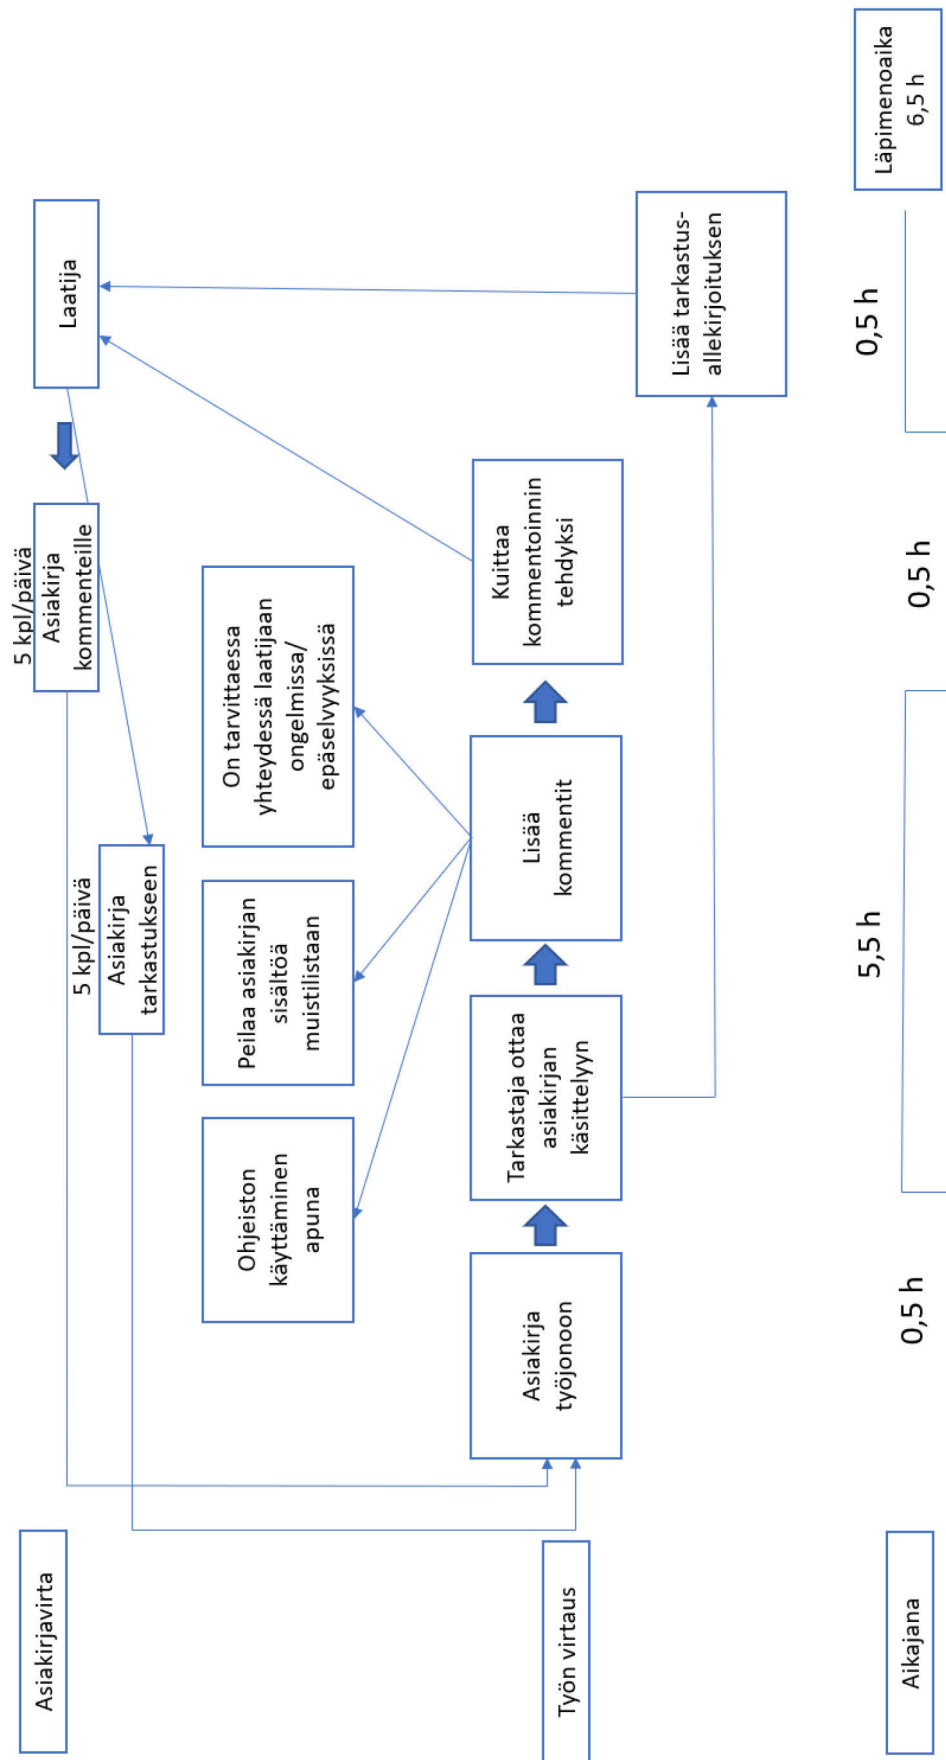 Asiakirjavirta
5 kpl/päivä
Asiakirja
kommenteille
Laatija
5 kpl/päivä
Asiakirja
tarkastukseen
Ohjeiston
käyttäminen
apuna
Peilaa asiakirjan
sisältöä
muistilistaan
On tarvittaessa
yhteydessä laatijaan
ongelmissa/
epäselvyyksissä
Työn virtaus
Asiakirja
työjonoon
Tarkastaja ottaa
asiakirjan
käsittelyyn
Lisää
kommentit
Kuittaa
kommentoinnin
tehdyksi
Lisää tarkastus-
allekirjoituksen
Aikajana
0,5 h
5,5 h
0,5 h
0,5 h
Läpimenoaika
6,5 h